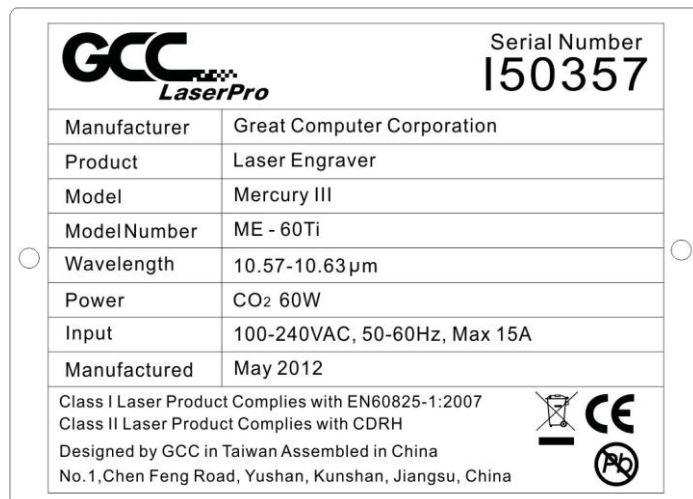 GCC
LaserPro
Serial Number
I50357
Manufacturer Great Computer Corporation
Product Laser Engraver
Model Mercury III
Model Number ME - 60Ti
Wavelength 10.57-10.63μm
Power CO2 60W
Input 100-240VAC, 50-60Hz, Max 15A
Manufactured May 2012
Class I Laser Product Complies with EN60825-1:2007
Class II Laser Product Complies with CDRH
Designed by GCC in Taiwan Assembled in China
No.1,Chen Feng Road, Yushan, Kunshan, Jiangsu, China
CE
Pb